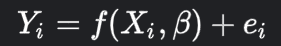 Yᵢ = f(Xᵢ, β) + eᵢ